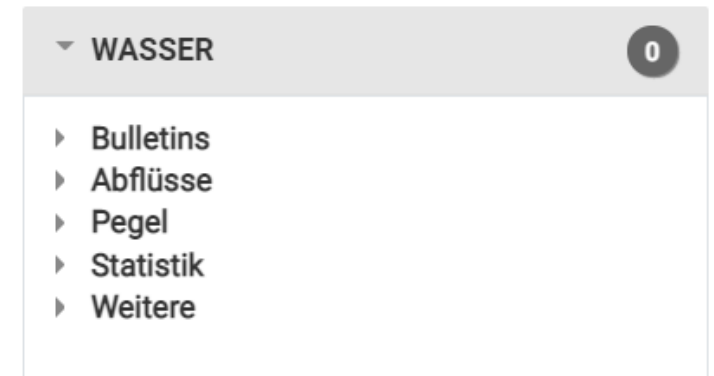 WASSER 0
Bulletins
Abflüsse
Pegel
Statistik
Weitere